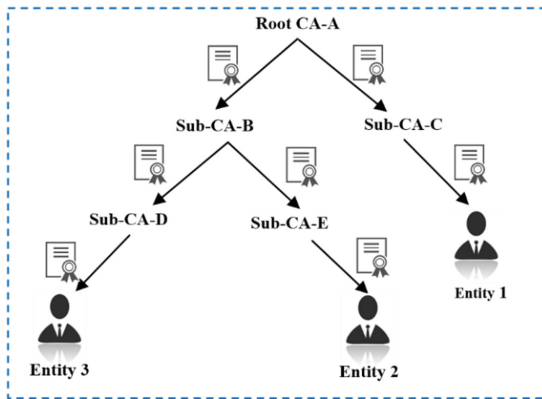 Root CA-A
Sub-CA-B
Sub-CA-C
Sub-CA-D
Sub-CA-E
Entity 1
Entity 3
Entity 2